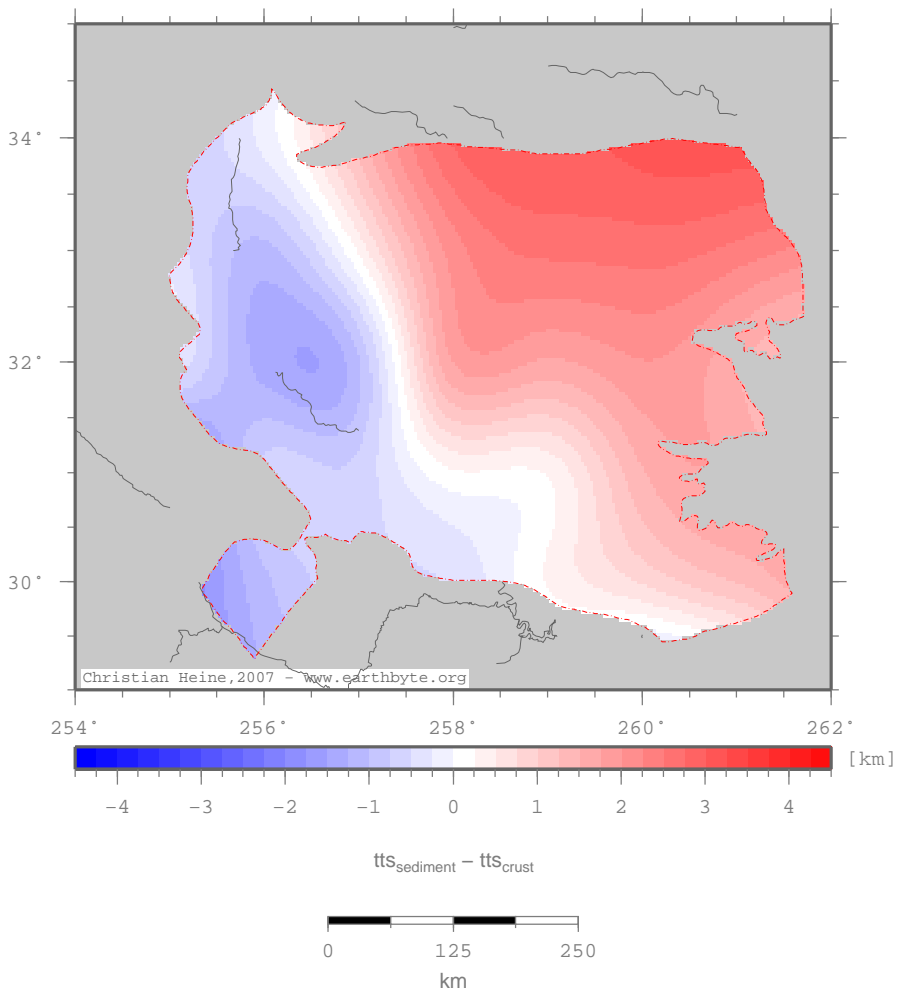 34°
32°
30°
Christian Heine,2007 – www.earthbyte.org
254° 256° 258° 260° 262°
[km]
−4 −3 −2 −1 0 1 2 3 4
tts_sediment – tts_crust
0 125 250
km